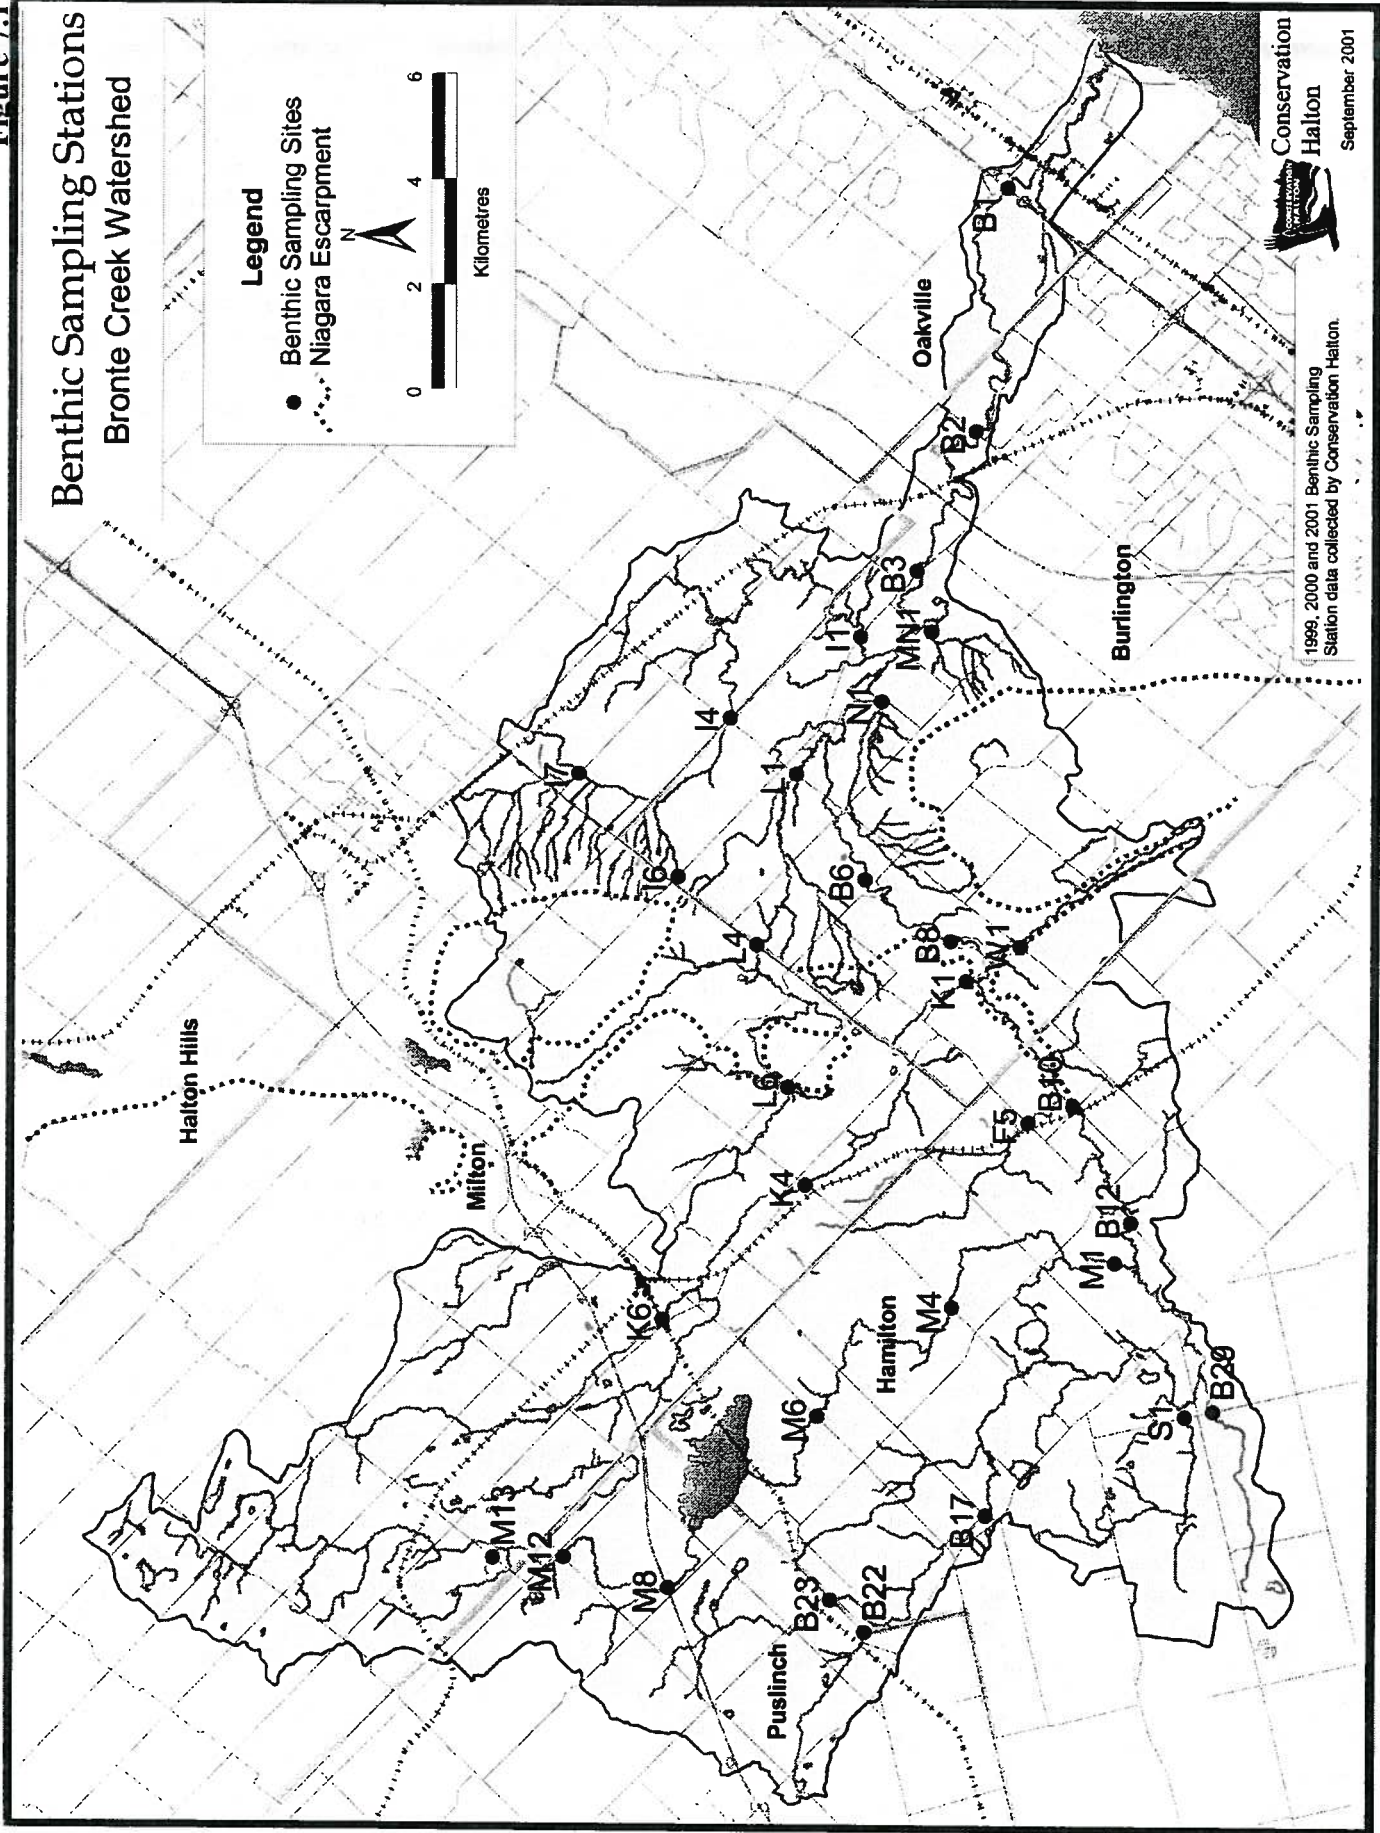 Benthic Sampling Stations
Bronte Creek Watershed
Legend
Benthic Sampling Sites
Niagara Escarpment
N
0 2 4 6
Kilometres
Halton Hills
Milton
Oakville
Burlington
Hamilton
Puslinch
B1
B2
B3
I1
MN1
N1
I4
I7
L1
I6
B6
L4
B8
W1
K1
L6
B10
F5
K4
B12
M1
M4
K6
M6
B20
S1
B17
M13
M12
M8
B23
B22
1999, 2000 and 2001 Benthic Sampling
Station data collected by Conservation Halton.
CONSERVATION
HALTON
Conservation
Halton
September 2001